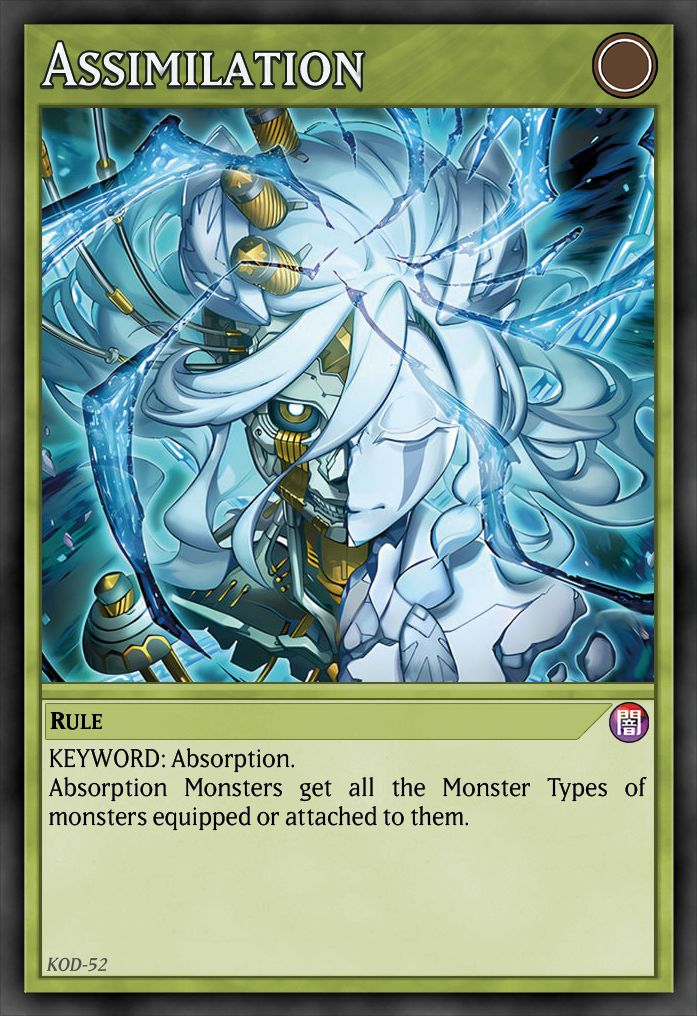 Assimilation
Rule
闇
KEYWORD: Absorption.
Absorption Monsters get all the Monster Types of
monsters equipped or attached to them.
KOD-52